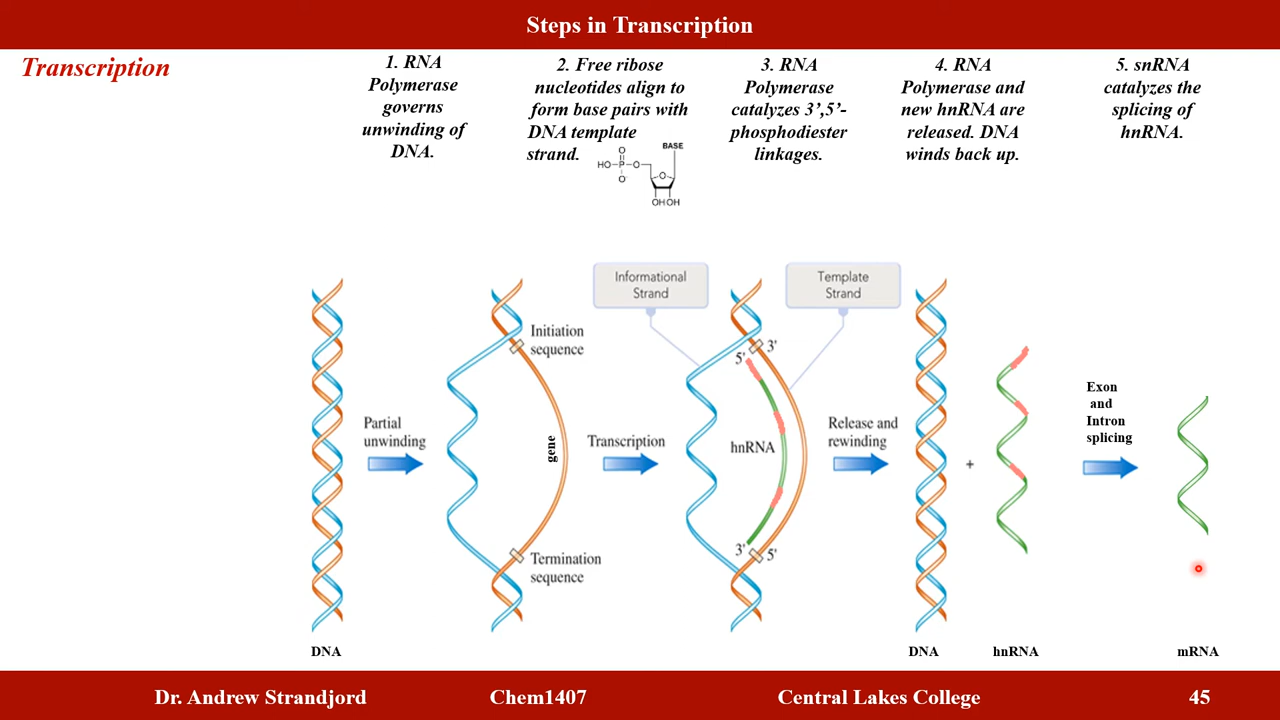 Steps in Transcription
Transcription
1. RNA
Polymerase
governs
unwinding of
DNA.
2. Free ribose
nucleotides align to
form base pairs with
DNA template
strand.
O
HO-P-O
O-
BASE
O
OH OH
3. RNA
Polymerase
catalyzes 3’,5’-
phosphodiester
linkages.
4. RNA
Polymerase and
new hnRNA are
released. DNA
winds back up.
5. snRNA
catalyzes the
splicing of
hnRNA.
Informational
Strand
Template
Strand
Initiation
sequence
Partial
unwinding
gene
Termination
sequence
Transcription
5'
3'
hnRNA
3'
5'
Release and
rewinding
+
Exon
and
Intron
splicing
DNA
DNA
hnRNA
mRNA
Dr. Andrew Strandjord
Chem1407
Central Lakes College
45